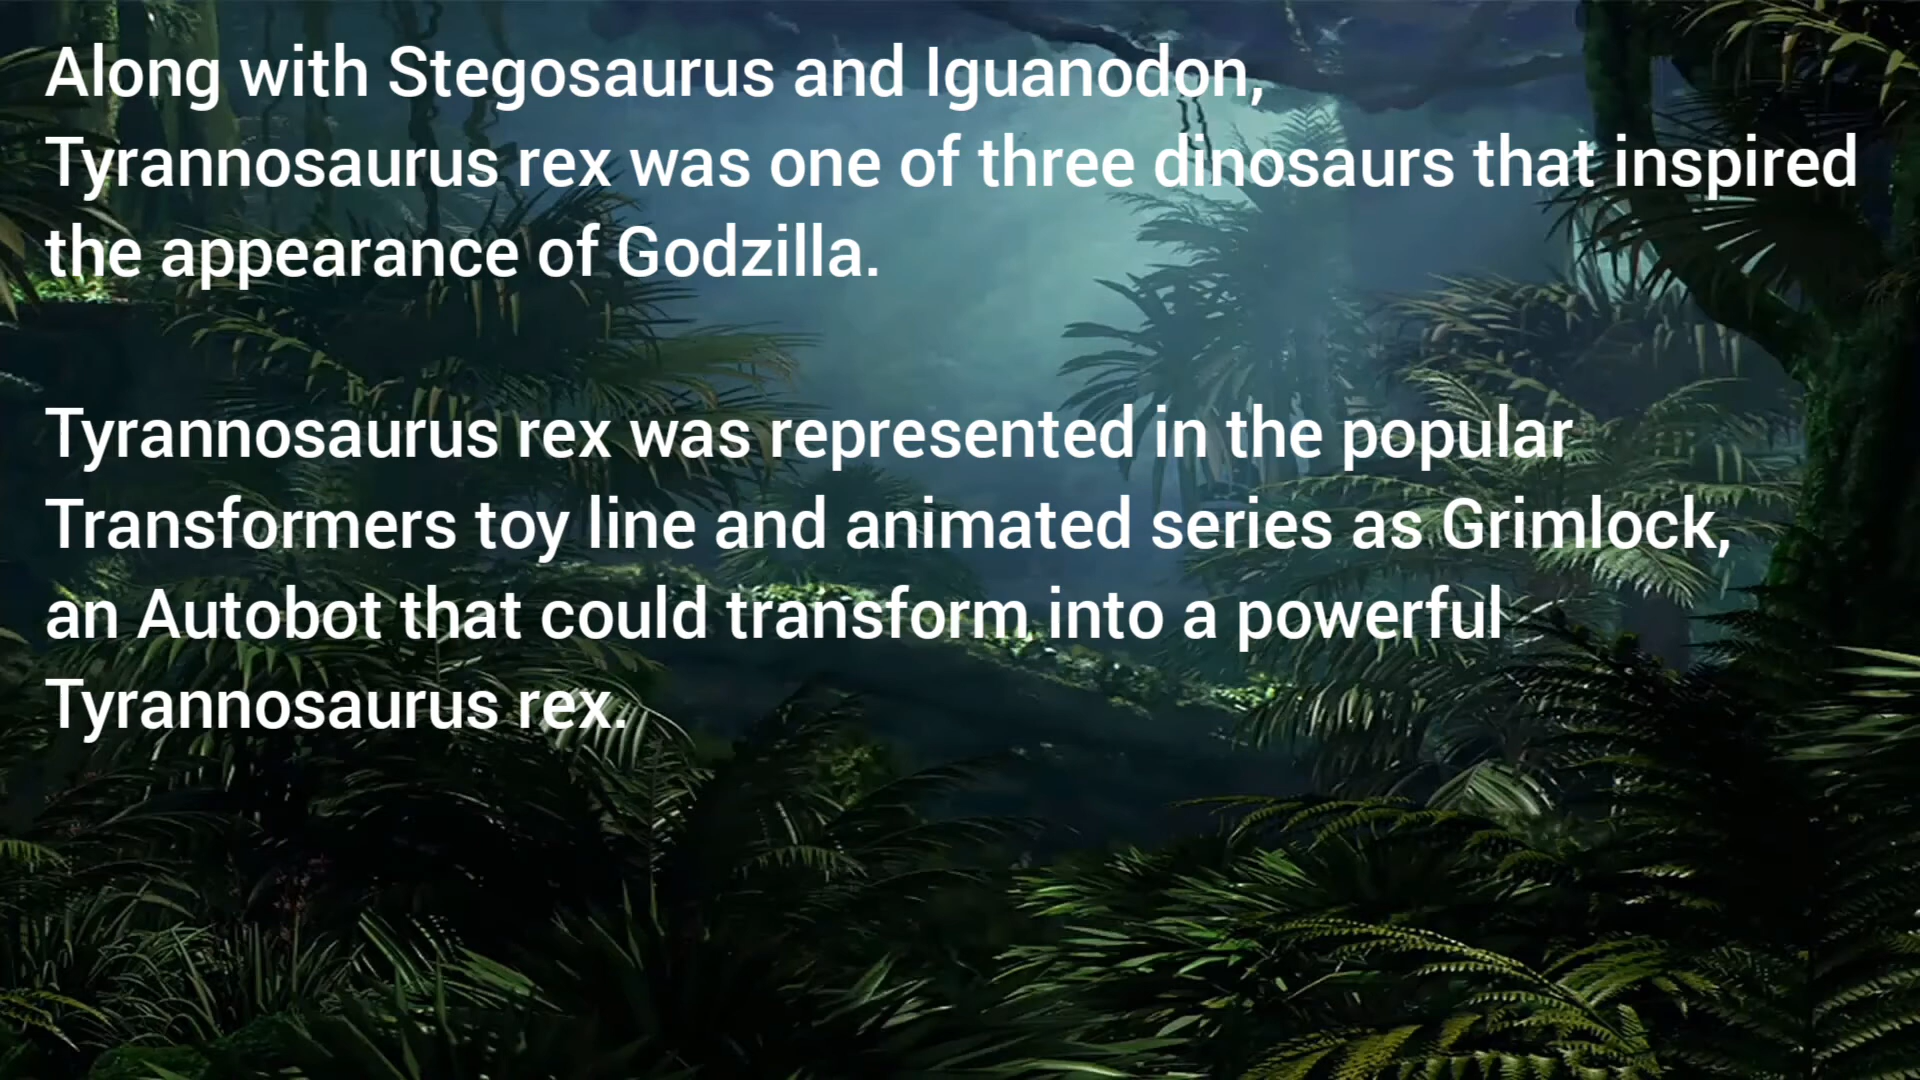 Along with Stegosaurus and Iguanodon,
Tyrannosaurus rex was one of three dinosaurs that inspired
the appearance of Godzilla.
Tyrannosaurus rex was represented in the popular
Transformers toy line and animated series as Grimlock,
an Autobot that could transform into a powerful
Tyrannosaurus rex.